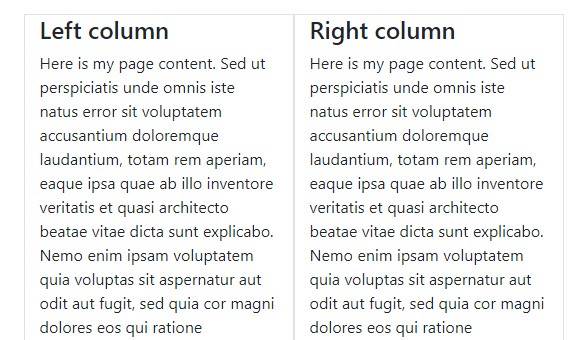 Left column
Here is my page content. Sed ut
perspiciatis unde omnis iste
natus error sit voluptatem
accusantium doloremque
laudantium, totam rem aperiam,
eaque ipsa quae ab illo inventore
veritatis et quasi architecto
beatae vitae dicta sunt explicabo.
Nemo enim ipsam voluptatem
quia voluptas sit aspernatur aut
odit aut fugit, sed quia cor magni
dolores eos qui ratione
Right column
Here is my page content. Sed ut
perspiciatis unde omnis iste
natus error sit voluptatem
accusantium doloremque
laudantium, totam rem aperiam,
eaque ipsa quae ab illo inventore
veritatis et quasi architecto
beatae vitae dicta sunt explicabo.
Nemo enim ipsam voluptatem
quia voluptas sit aspernatur aut
odit aut fugit, sed quia cor magni
dolores eos qui ratione